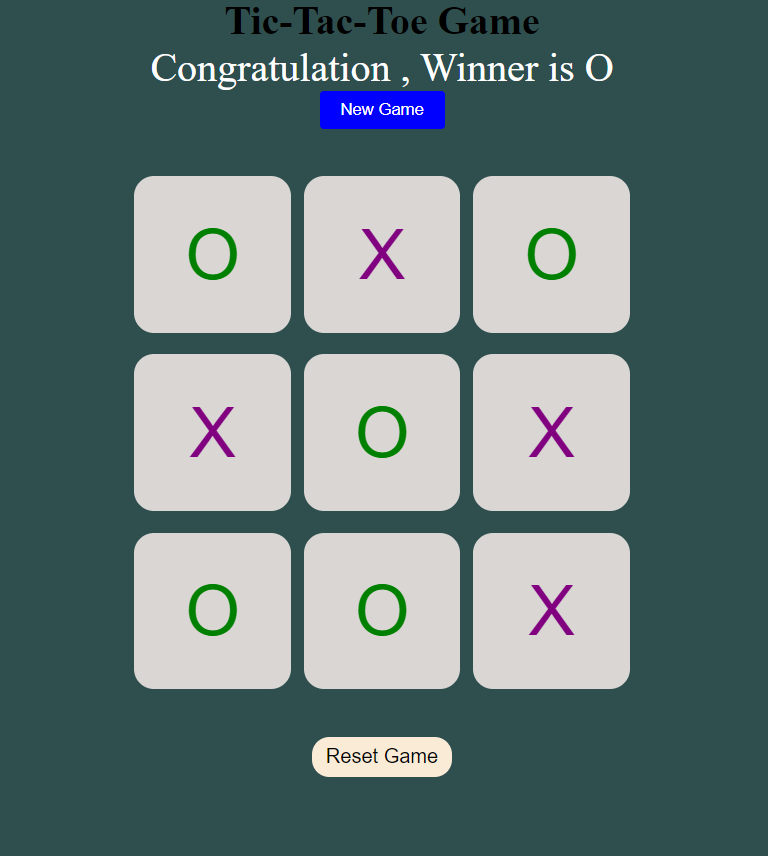 Tic-Tac-Toe Game
Congratulation , Winner is O
New Game
O X O
X O X
O O X
Reset Game